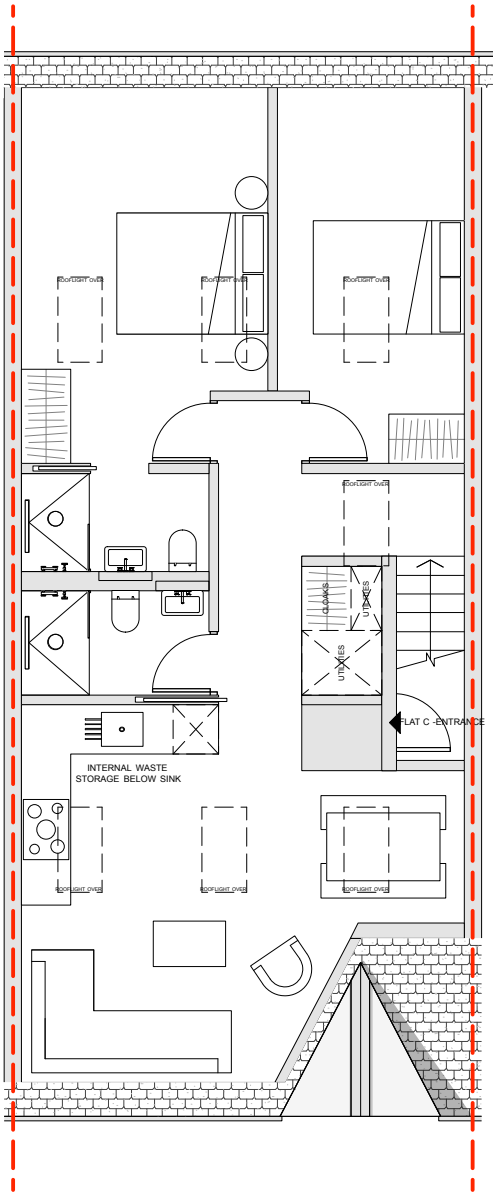 ROOFLIGHT OVER
ROOFLIGHT OVER
ROOFLIGHT OVER
ROOFLIGHT OVER
CLOAKS
UTILITIES
UTILITIES
FLAT C -ENTRANCE
INTERNAL WASTE
STORAGE BELOW SINK
ROOFLIGHT OVER
ROOFLIGHT OVER
ROOFLIGHT OVER